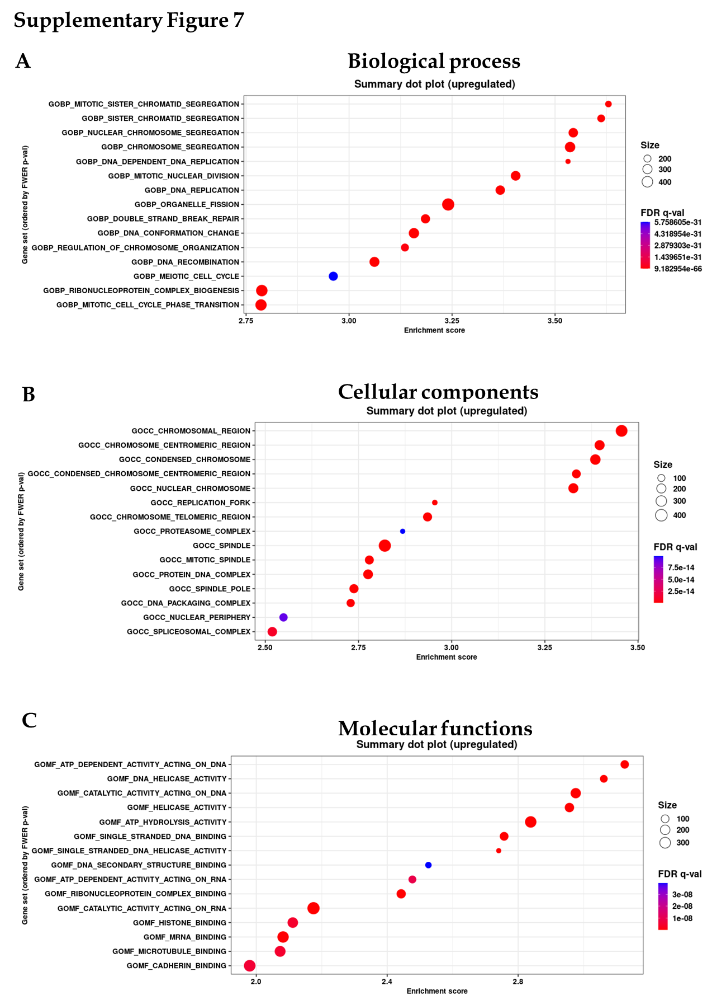 Supplementary Figure 7
A
Biological process
Summary dot plot (upregulated)
Gene set (ordered by FWER p-val)
GOBP_MITOTIC_SISTER_CHROMATID_SEGREGATION
GOBP_SISTER_CHROMATID_SEGREGATION
GOBP_NUCLEAR_CHROMOSOME_SEGREGATION
GOBP_CHROMOSOME_SEGREGATION
GOBP_DNA_DEPENDENT_DNA_REPLICATION
GOBP_MITOTIC_NUCLEAR_DIVISION
GOBP_DNA_REPLICATION
GOBP_ORGANELLE_FISSION
GOBP_DOUBLE_STRAND_BREAK_REPAIR
GOBP_DNA_CONFORMATION_CHANGE
GOBP_REGULATION_OF_CHROMOSOME_ORGANIZATION
GOBP_DNA_RECOMBINATION
GOBP_MEIOTIC_CELL_CYCLE
GOBP_RIBONUCLEOPROTEIN_COMPLEX_BIOGENESIS
GOBP_MITOTIC_CELL_CYCLE_PHASE_TRANSITION
2.75 3.00 3.25 3.50
Enrichment score
Size
200
300
400
FDR q-val
5.758605e-31
4.318954e-31
2.879303e-31
1.439651e-31
9.182954e-66
B
Cellular components
Summary dot plot (upregulated)
Gene set (ordered by FWER p-val)
GOCC_CHROMOSOMAL_REGION
GOCC_CHROMOSOME_CENTROMERIC_REGION
GOCC_CONDENSED_CHROMOSOME
GOCC_CONDENSED_CHROMOSOME_CENTROMERIC_REGION
GOCC_NUCLEAR_CHROMOSOME
GOCC_REPLICATION_FORK
GOCC_CHROMOSOME_TELOMERIC_REGION
GOCC_PROTEASOME_COMPLEX
GOCC_SPINDLE
GOCC_MITOTIC_SPINDLE
GOCC_PROTEIN_DNA_COMPLEX
GOCC_SPINDLE_POLE
GOCC_DNA_PACKAGING_COMPLEX
GOCC_NUCLEAR_PERIPHERY
GOCC_SPLICEOSOMAL_COMPLEX
2.50 2.75 3.00 3.25 3.50
Enrichment score
Size
100
200
300
400
FDR q-val
7.5e-14
5.0e-14
2.5e-14
C
Molecular functions
Summary dot plot (upregulated)
Gene set (ordered by FWER p-val)
GOMF_ATP_DEPENDENT_ACTIVITY_ACTING_ON_DNA
GOMF_DNA_HELICASE_ACTIVITY
GOMF_CATALYTIC_ACTIVITY_ACTING_ON_DNA
GOMF_HELICASE_ACTIVITY
GOMF_ATP_HYDROLYSIS_ACTIVITY
GOMF_SINGLE_STRANDED_DNA_BINDING
GOMF_SINGLE_STRANDED_DNA_HELICASE_ACTIVITY
GOMF_DNA_SECONDARY_STRUCTURE_BINDING
GOMF_ATP_DEPENDENT_ACTIVITY_ACTING_ON_RNA
GOMF_RIBONUCLEOPROTEIN_COMPLEX_BINDING
GOMF_CATALYTIC_ACTIVITY_ACTING_ON_RNA
GOMF_HISTONE_BINDING
GOMF_MRNA_BINDING
GOMF_MICROTUBULE_BINDING
GOMF_CADHERIN_BINDING
2.0 2.4 2.8
Enrichment score
Size
100
200
300
FDR q-val
3e-08
2e-08
1e-08